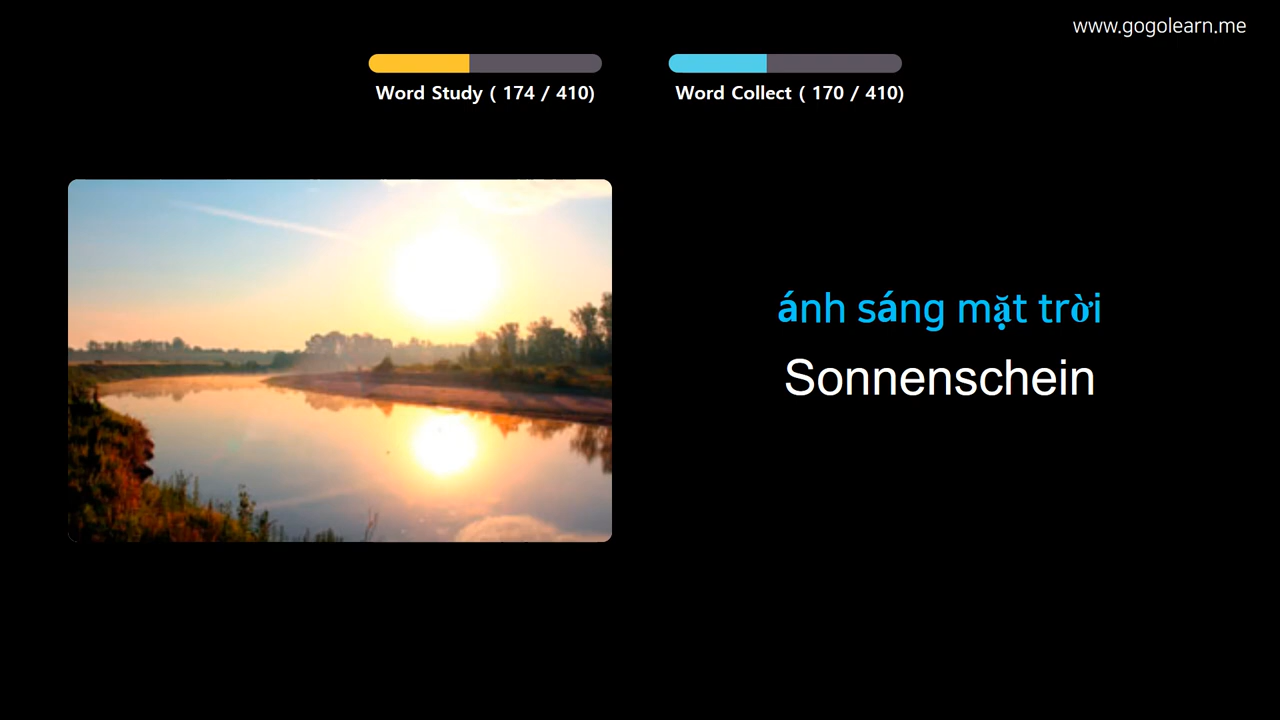 www.gogolearn.me
Word Study ( 174 / 410)
Word Collect ( 170 / 410)
ánh sáng mặt trời
Sonnenschein